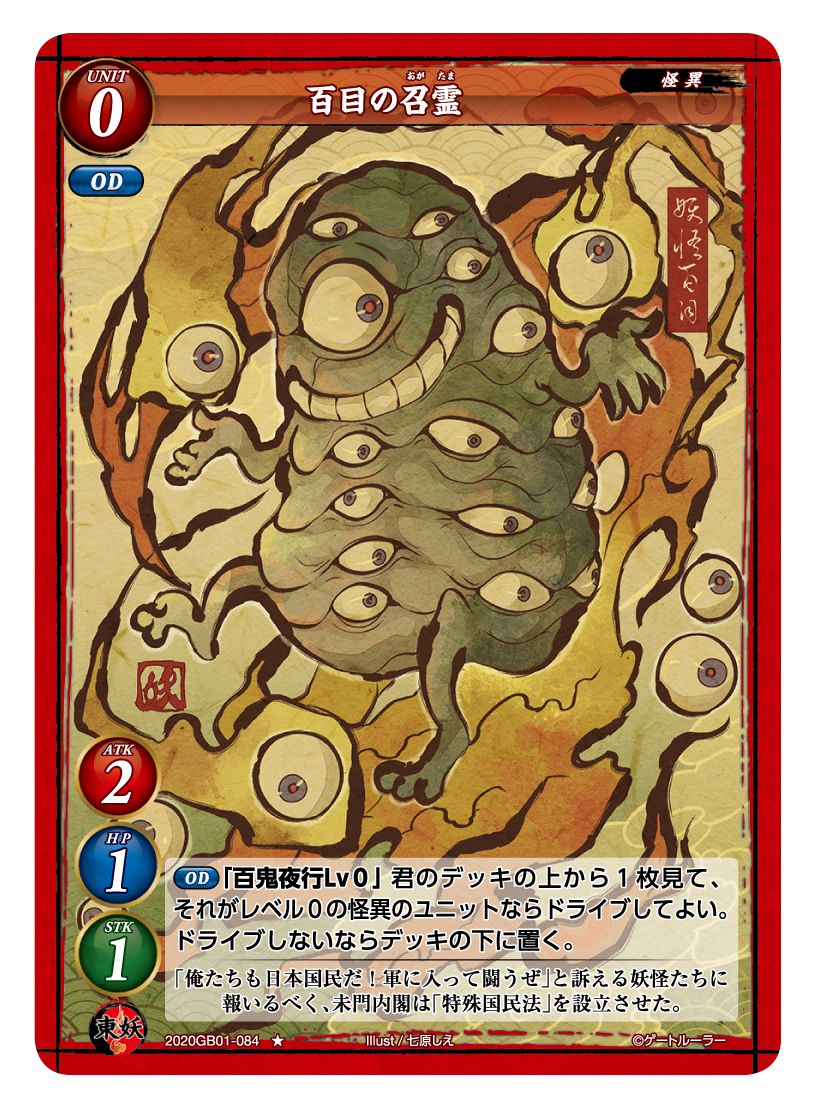 UNIT
0
OD
おが たま
百目の召霊
怪異
妖怪百目
妖
ATK
2
HP
1
STK
1
OD「百鬼夜行Lv０」君のデッキの上から１枚見て、
それがレベル０の怪異のユニットならドライブしてよい。
ドライブしないならデッキの下に置く。
「俺たちも日本国民だ！軍に入って闘うぜ」と訴える妖怪たちに
報いるべく、未門内閣は「特殊国民法」を設立させた。
東妖
2020GB01-084 ★
Illust / 七原しえ
©ゲートルーラー